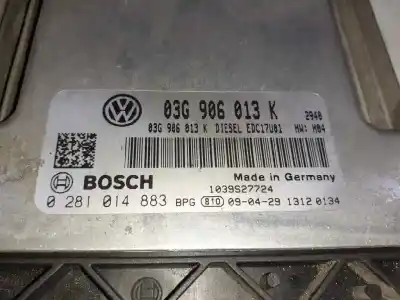 03G 906 013 K 2940
03G 906 013 K DIESEL EDC17U01 HW: H04
Made in Germany
BOSCH 1039S27724
0 281 014 883 BPG 810 09-04-29 1312 0134